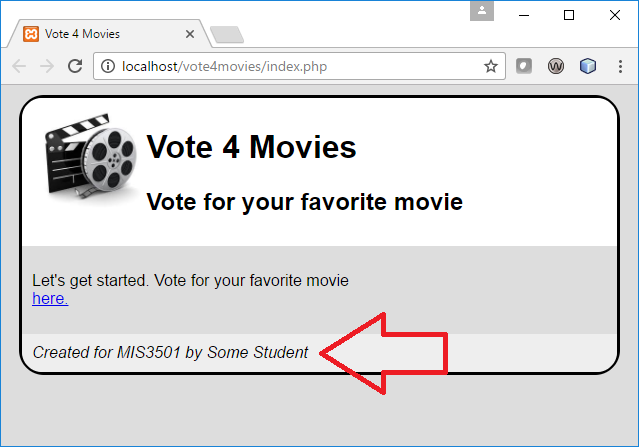 Vote 4 Movies
localhost/vote4movies/index.php
Vote 4 Movies
Vote for your favorite movie
Let's get started. Vote for your favorite movie
here.
Created for MIS3501 by Some Student